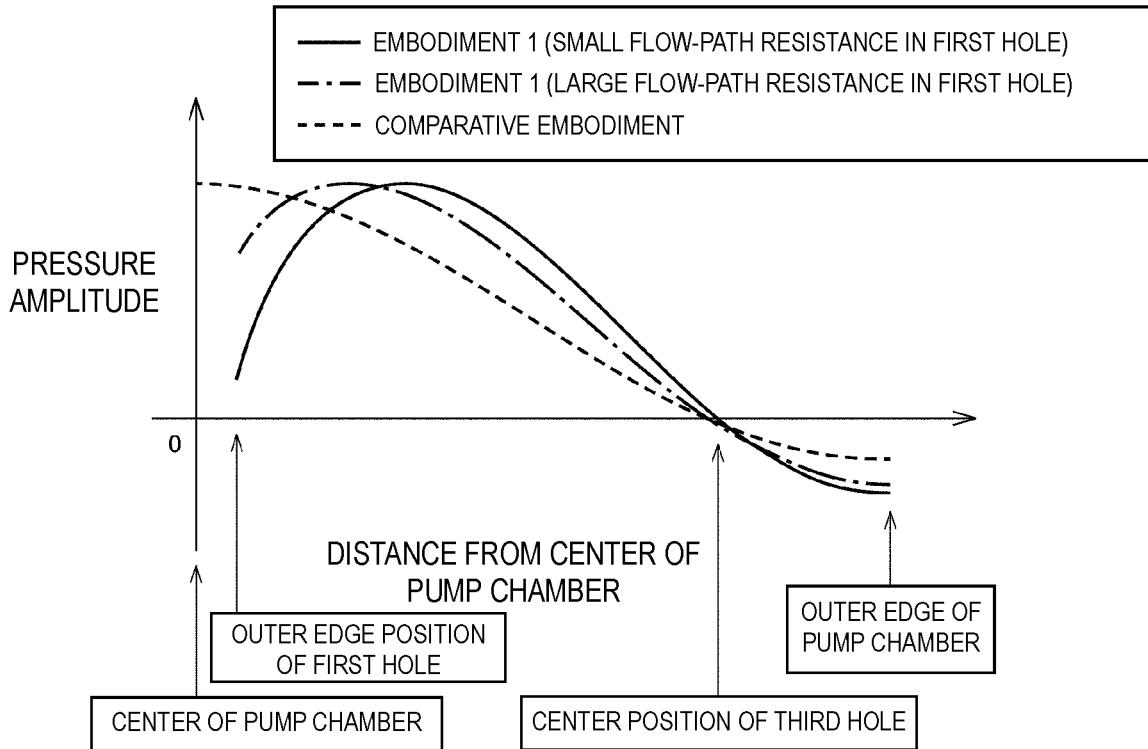 EMBODIMENT 1 (SMALL FLOW-PATH RESISTANCE IN FIRST HOLE)
EMBODIMENT 1 (LARGE FLOW-PATH RESISTANCE IN FIRST HOLE)
COMPARATIVE EMBODIMENT
PRESSURE
AMPLITUDE
0
DISTANCE FROM CENTER OF
PUMP CHAMBER
OUTER EDGE POSITION
OF FIRST HOLE
OUTER EDGE OF
PUMP CHAMBER
CENTER OF PUMP CHAMBER
CENTER POSITION OF THIRD HOLE